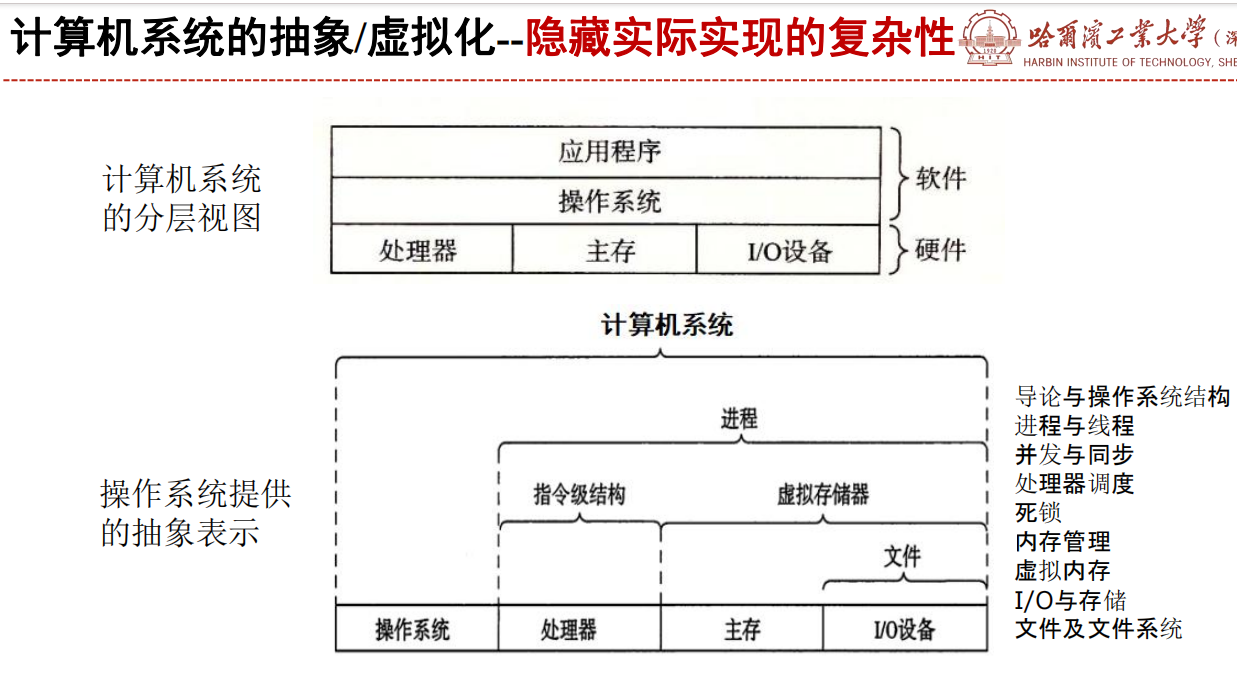 计算机系统的抽象/虚拟化--隐藏实际实现的复杂性
哈尔滨工业大学（深
HARBIN INSTITUTE OF TECHNOLOGY, SHE
1920
HIT
计算机系统
的分层视图
应用程序
操作系统
软件
处理器
主存
I/O设备
硬件
计算机系统
进程
指令级结构
虚拟存储器
文件
操作系统提供
的抽象表示
操作系统
处理器
主存
I/O设备
导论与操作系统结构
进程与线程
并发与同步
处理器调度
死锁
内存管理
虚拟内存
I/O与存储
文件及文件系统